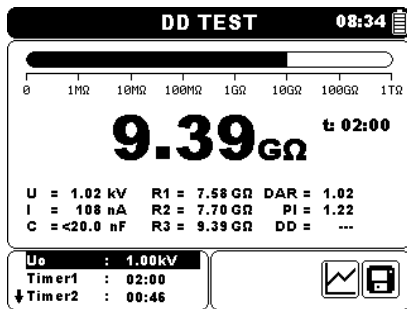 DD TEST 08:34
0 1MΩ 10MΩ 100MΩ 1GΩ 10GΩ 100GΩ 1TΩ
9.39GΩ t: 02:00
U = 1.02 kV R1 = 7.58 GΩ DAR = 1.02
I = 108 nA R2 = 7.70 GΩ PI = 1.22
C = <20.0 nF R3 = 9.39 GΩ DD = ---
Uo : 1.00kV
Timer1 : 02:00
Timer2 : 00:46